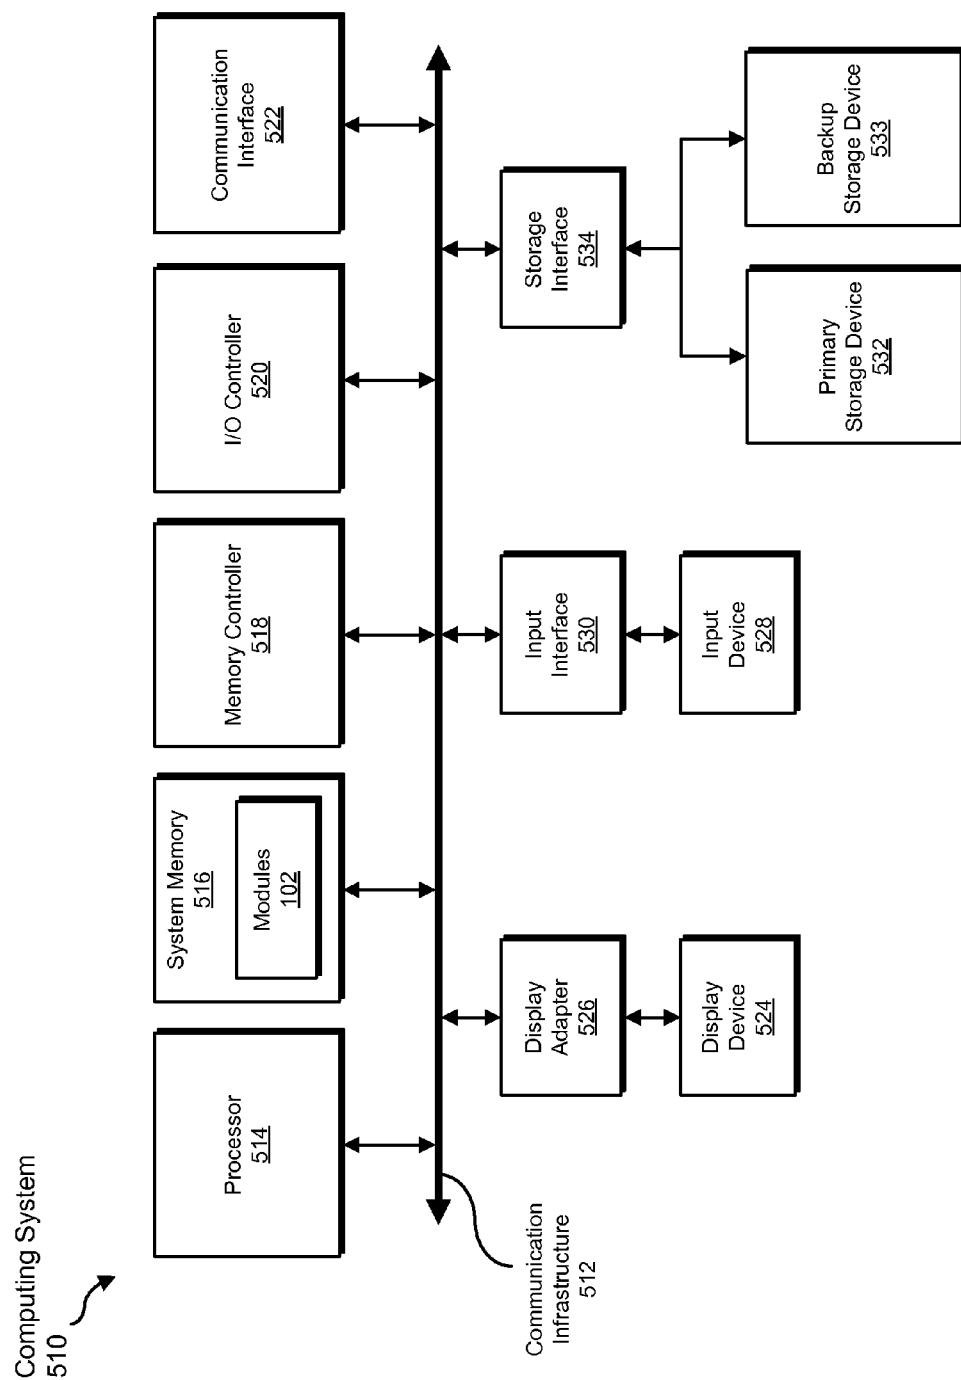 Computing System
510
Processor
514
System Memory
516
Modules
102
Memory Controller
518
I/O Controller
520
Communication
Interface
522
Communication
Infrastructure
512
Display
Adapter
526
Input
Interface
530
Storage
Interface
534
Display
Device
524
Input
Device
528
Primary
Storage Device
532
Backup
Storage Device
533